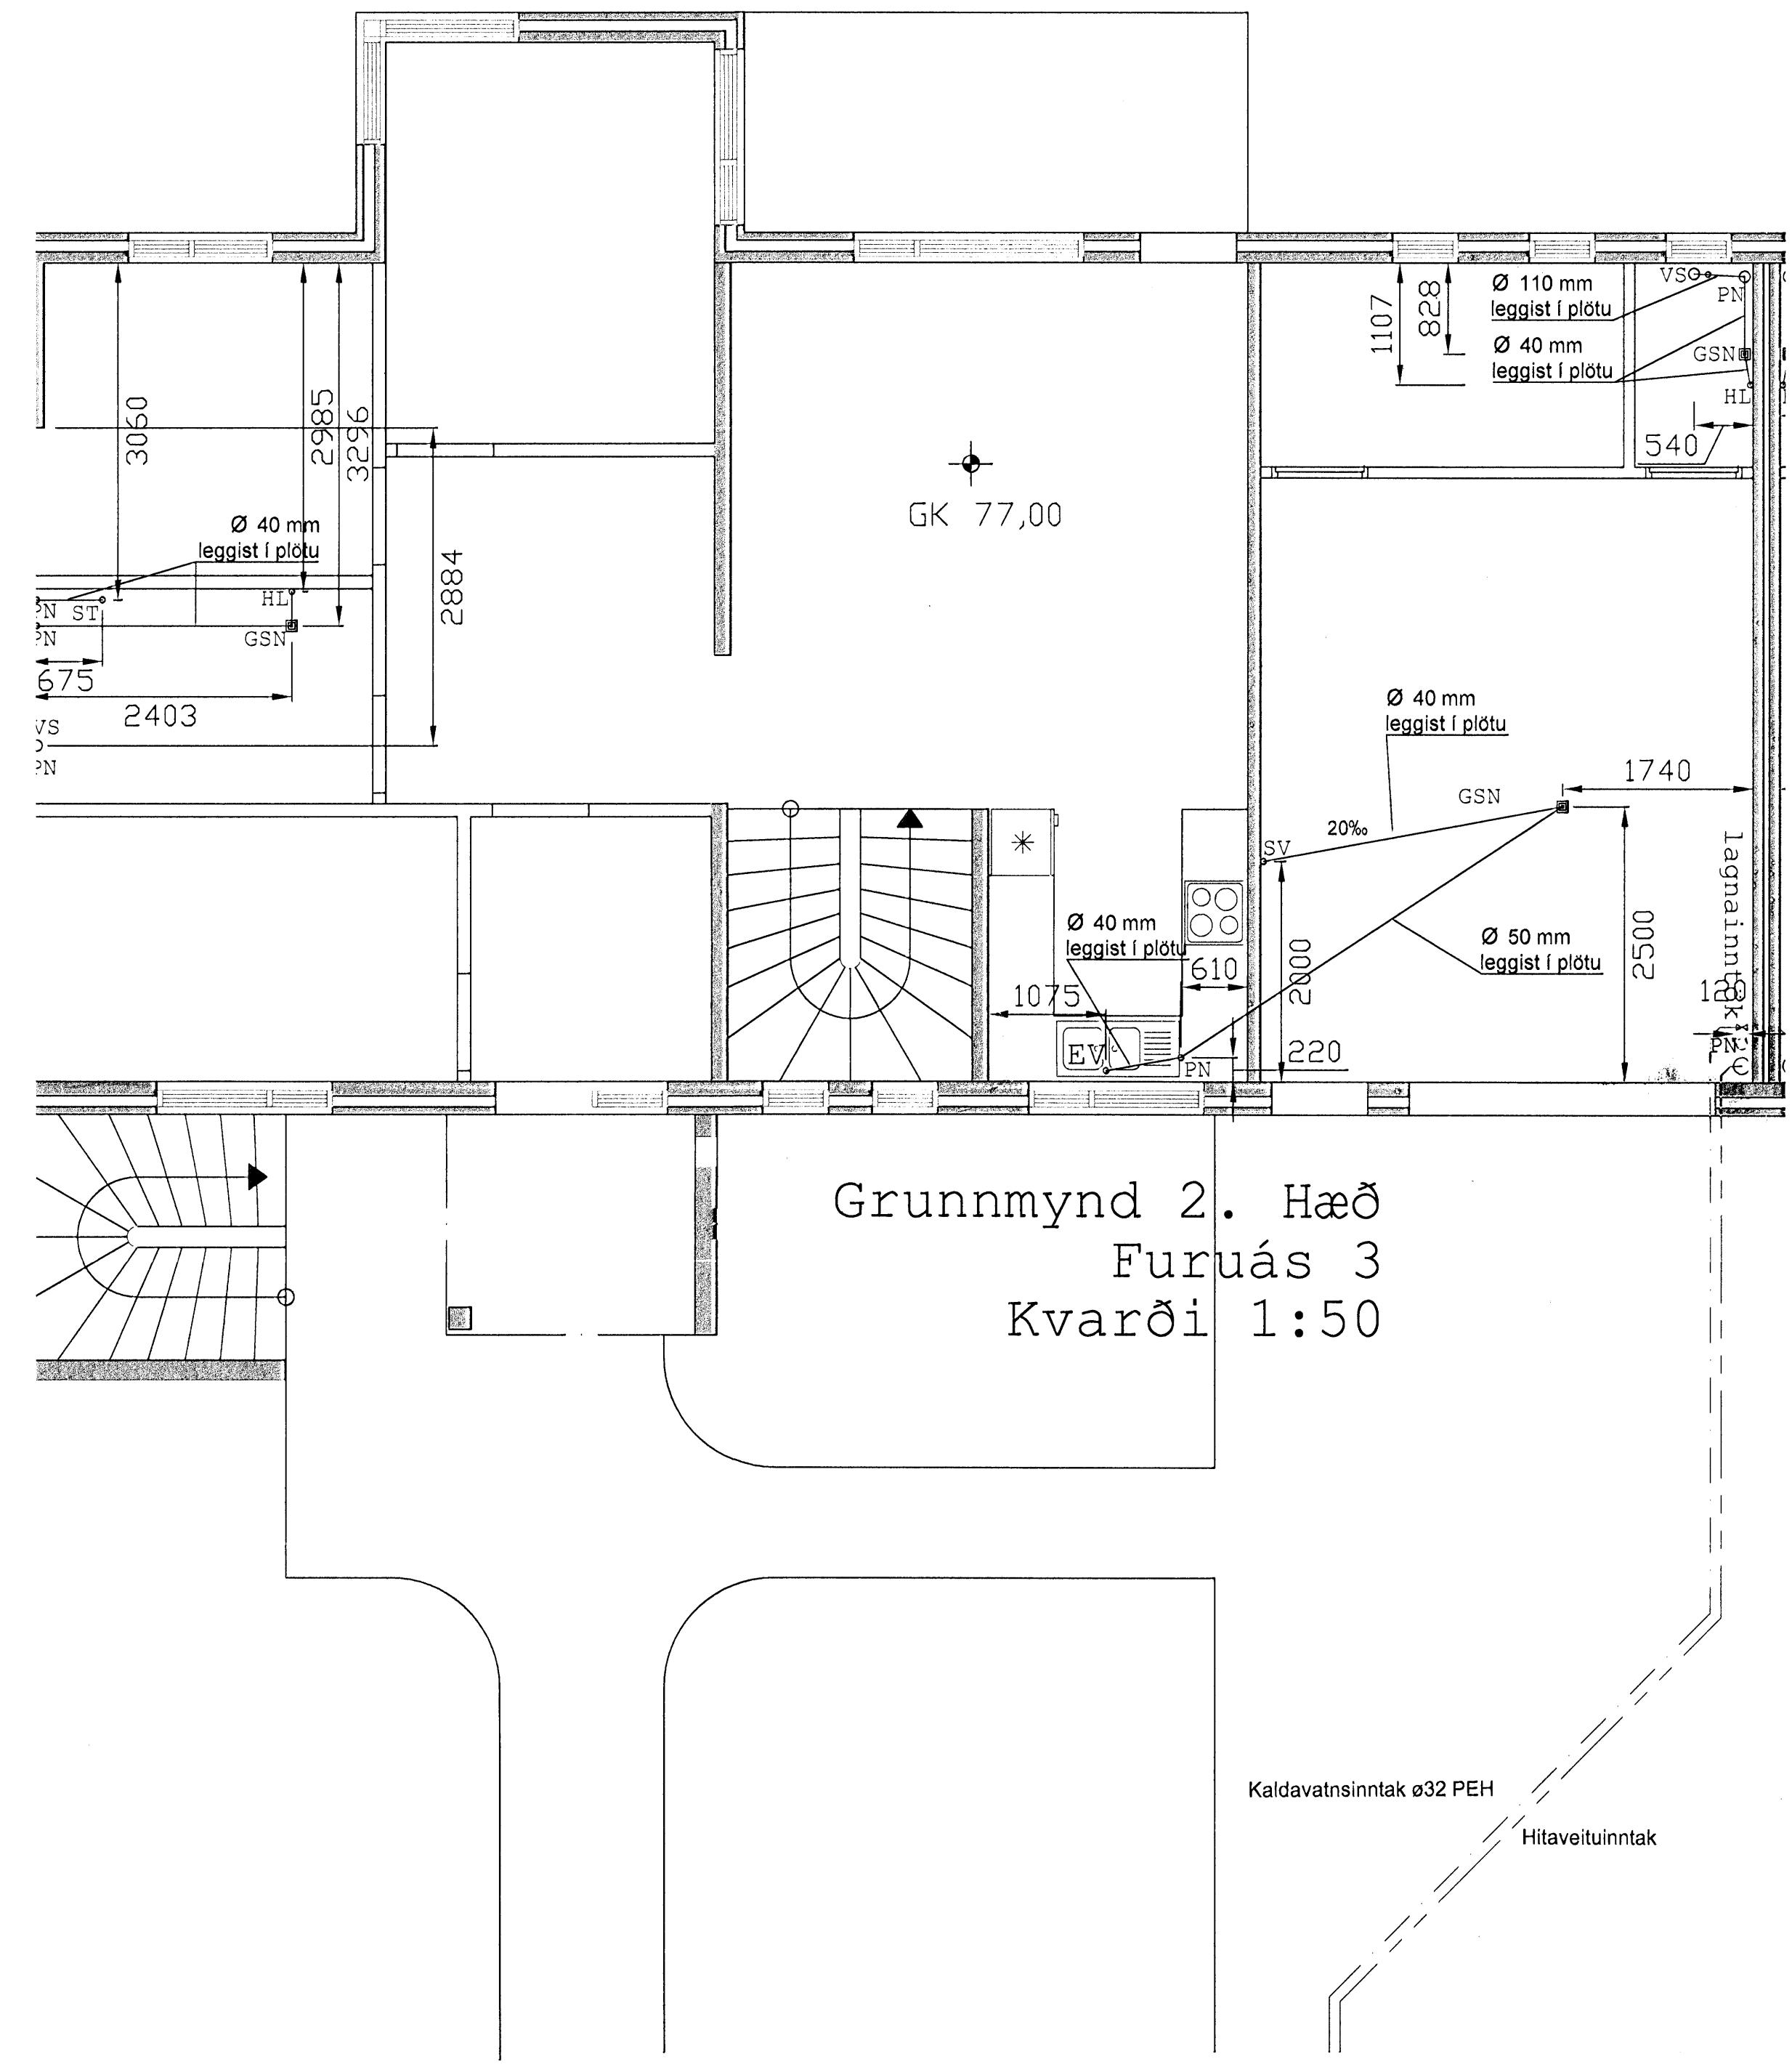 Ø 110 mm
leggist í plötu
Ø 40 mm
leggist í plötu
VS
PN
GSN
HL
540
1107
828
3060
2985
3296
2884
GK 77,00
Ø 40 mm
leggist í plötu
HL
PN ST
PN
GSN
675
2403
VS
PN
Ø 40 mm
leggist í plötu
GSN
1740
20‰
SV
lagnainntök
Ø 40 mm
leggist í plötu
Ø 50 mm
leggist í plötu
2000
2500
610
1075
120
EV
PN
220
PN
Grunnmynd 2. Hæð
Furuás 3
Kvarði 1:50
Kaldavatnsinntak ø32 PEH
Hitaveituinntak